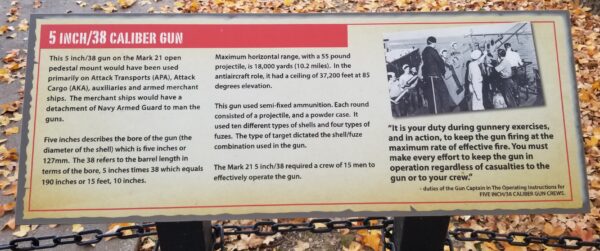 5 INCH/38 CALIBER GUN
This 5 inch/38 gun on the Mark 21 open
pedestal mount would have been used
primarily on Attack Transports (APA), Attack
Cargo (AKA), auxiliaries and armed merchant
ships. The merchant ships would have a
detachment of Navy Armed Guard to man the
guns.
Five inches describes the bore of the gun (the
diameter of the shell) which is five inches or
127mm. The 38 refers to the barrel length in
terms of the bore, 5 inches times 38 which equals
190 inches or 15 feet, 10 inches.
Maximum horizontal range, with a 55 pound
projectile, is 18,000 yards (10.2 miles). In the
antiaircraft role, it had a ceiling of 37,200 feet at 85
degrees elevation.
This gun used semi-fixed ammunition. Each round
consisted of a projectile, and a powder case. It
used ten different types of shells and four types of
fuzes. The type of target dictated the shell/fuze
combination used in the gun.
The Mark 21 5 inch/38 required a crew of 15 men to
effectively operate the gun.
"It is your duty during gunnery exercises,
and in action, to keep the gun firing at the
maximum rate of effective fire. You must
make every effort to keep the gun in
operation regardless of casualties to the
gun or to your crew."
- duties of the Gun Captain in The Operating Instructions for
FIVE INCH/38 CALIBER GUN CREWS.